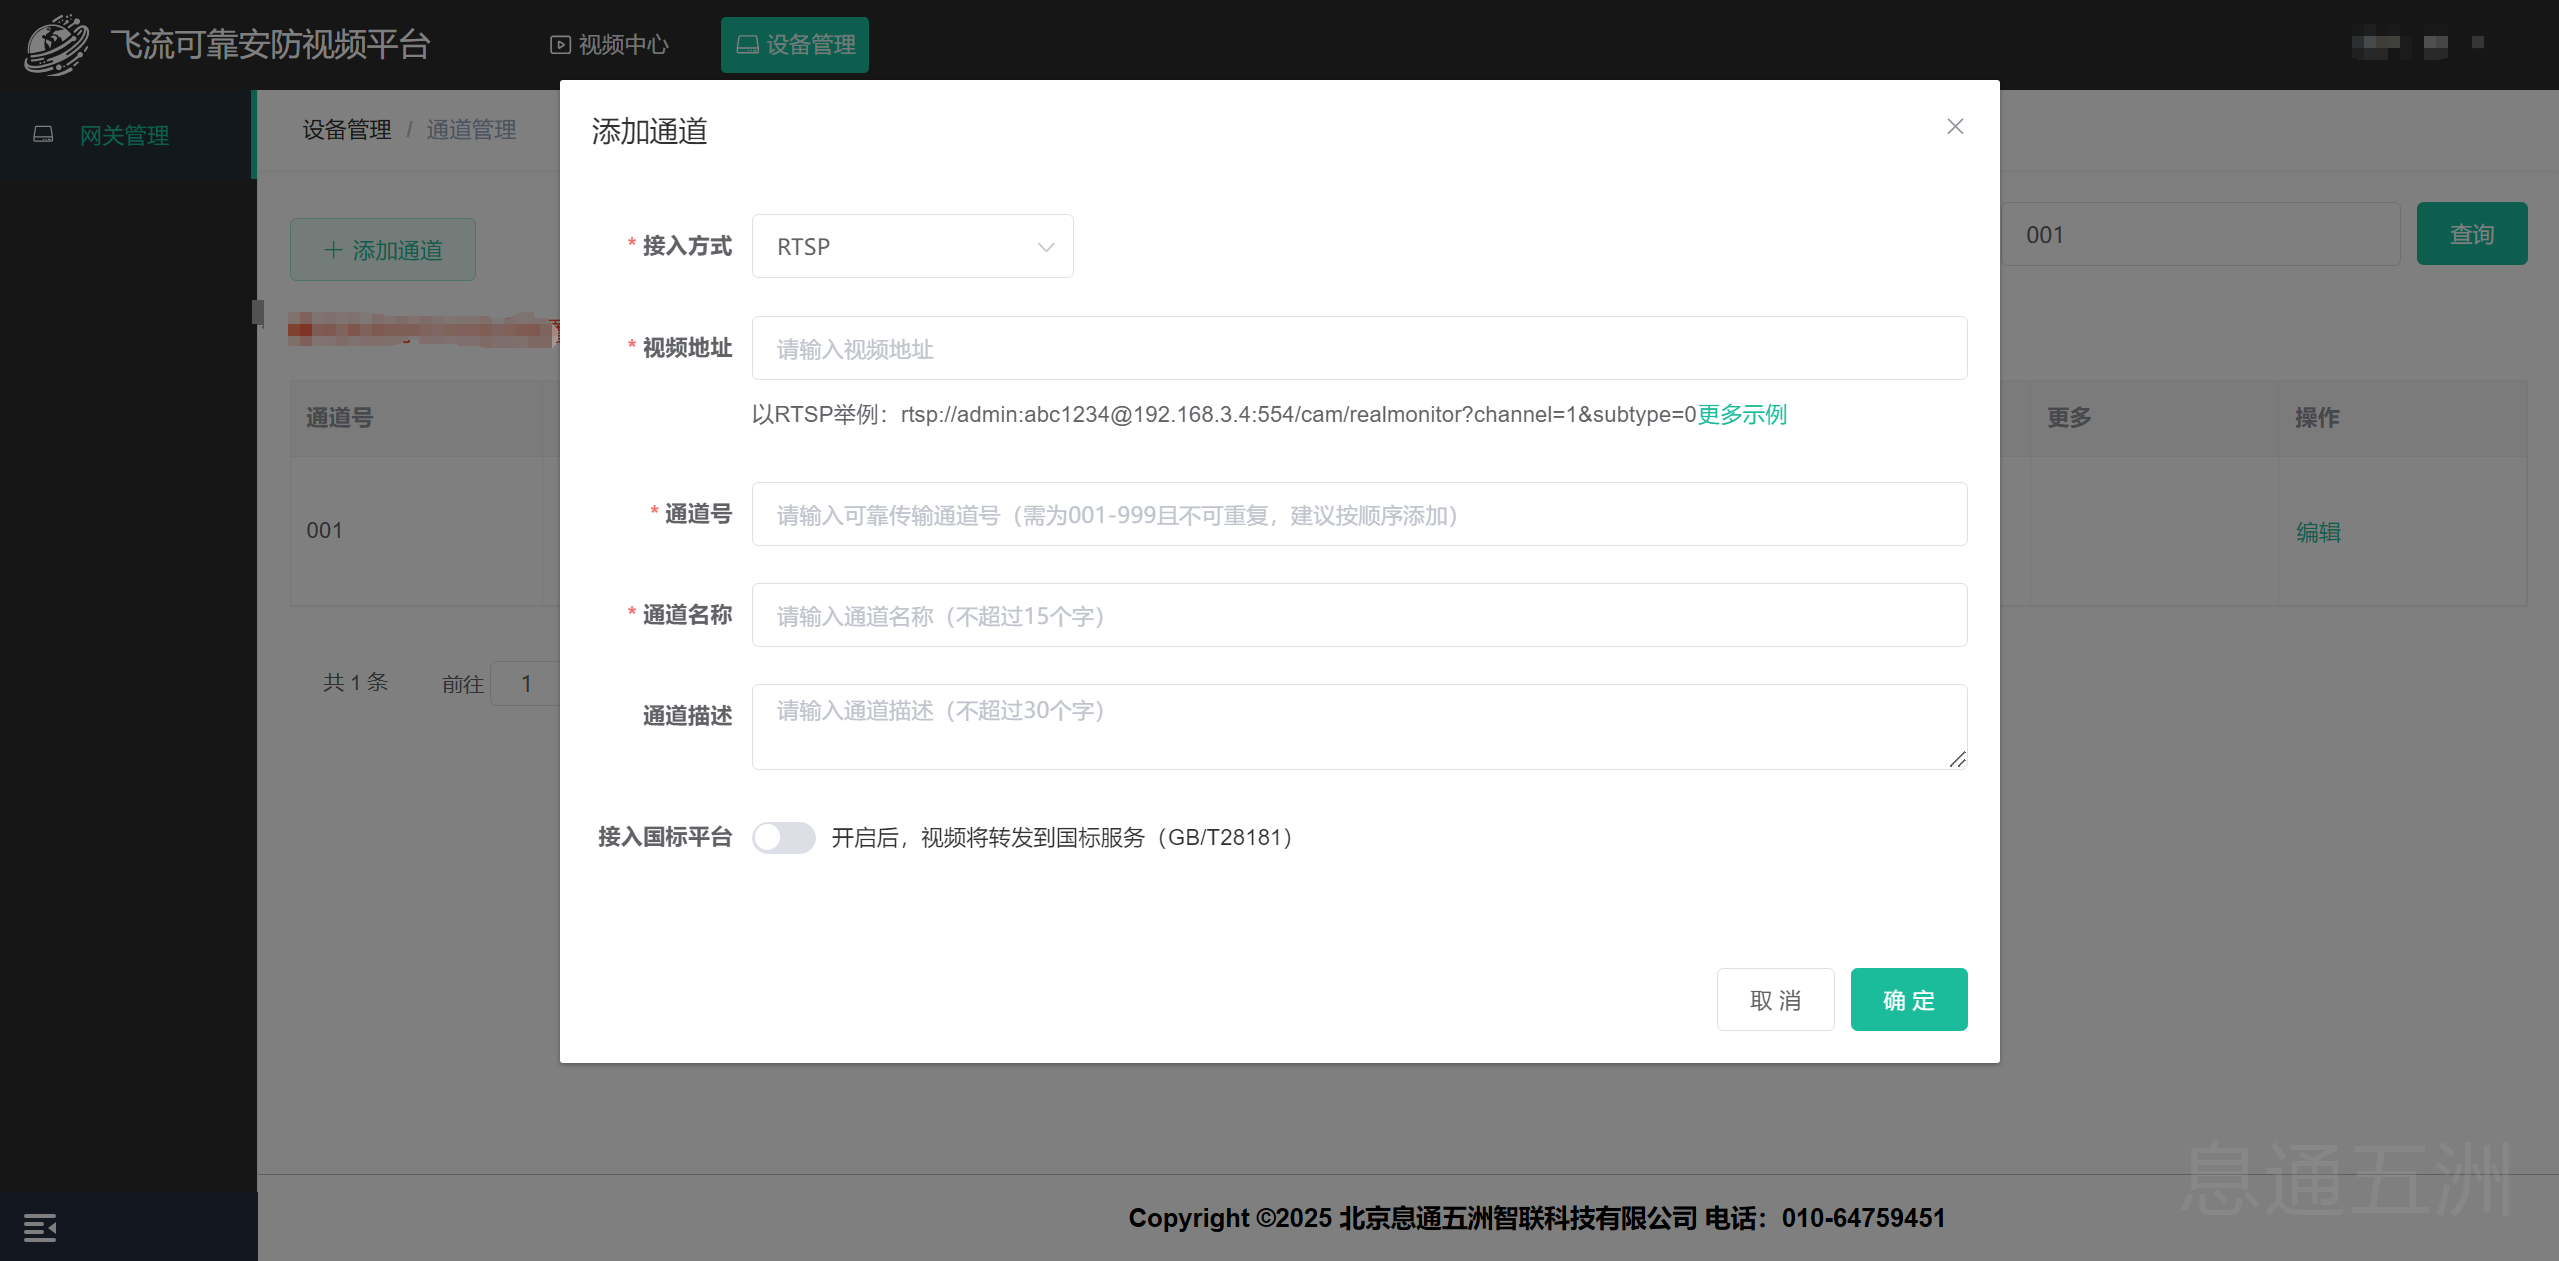 飞流可靠安防视频平台
视频中心
设备管理
网关管理
设备管理 / 通道管理
+ 添加通道
001
查询
通道号
更多
操作
001
编辑
共 1 条
前往 1
添加通道
* 接入方式
RTSP
* 视频地址
请输入视频地址
以RTSP举例：rtsp://admin:abc1234@192.168.3.4:554/cam/realmonitor?channel=1&subtype=0更多示例
* 通道号
请输入可靠传输通道号（需为001-999且不可重复，建议按顺序添加）
* 通道名称
请输入通道名称（不超过15个字）
通道描述
请输入通道描述（不超过30个字）
接入国标平台
开启后，视频将转发到国标服务（GB/T28181）
取 消
确 定
息通五洲
Copyright ©2025 北京息通五洲智联科技有限公司 电话：010-64759451